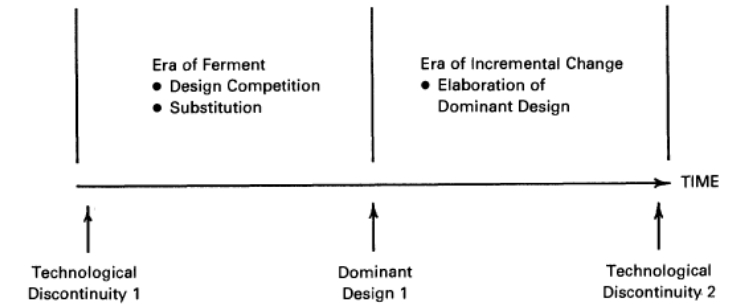 Era of Ferment
● Design Competition
● Substitution
Era of Incremental Change
● Elaboration of
Dominant Design
TIME
Technological
Discontinuity 1
Dominant
Design 1
Technological
Discontinuity 2